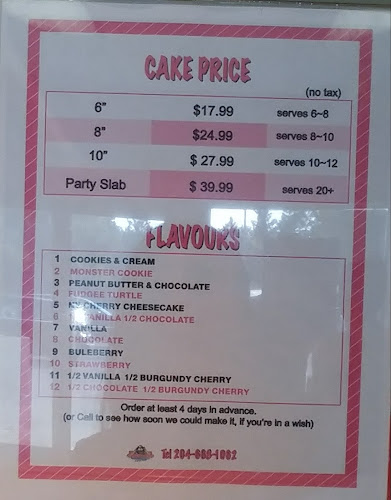 CAKE PRICE
(no tax)
6" $17.99 serves 6~8
8" $24.99 serves 8~10
10" $ 27.99 serves 10~12
Party Slab $ 39.99 serves 20+
FLAVOURS
1 COOKIES & CREAM
2 MONSTER COOKIE
3 PEANUT BUTTER & CHOCOLATE
4 FUDGEE TURTLE
5 NY CHERRY CHEESECAKE
6 1/2 VANILLA 1/2 CHOCOLATE
7 VANILLA
8 CHOCOLATE
9 BULEBERRY
10 STRAWBERRY
11 1/2 VANILLA 1/2 BURGUNDY CHERRY
12 1/2 CHOCOLATE 1/2 BURGUNDY CHERRY
Order at least 4 days in advance.
(or Call to see how soon we could make it, if you're in a wish)
Tel